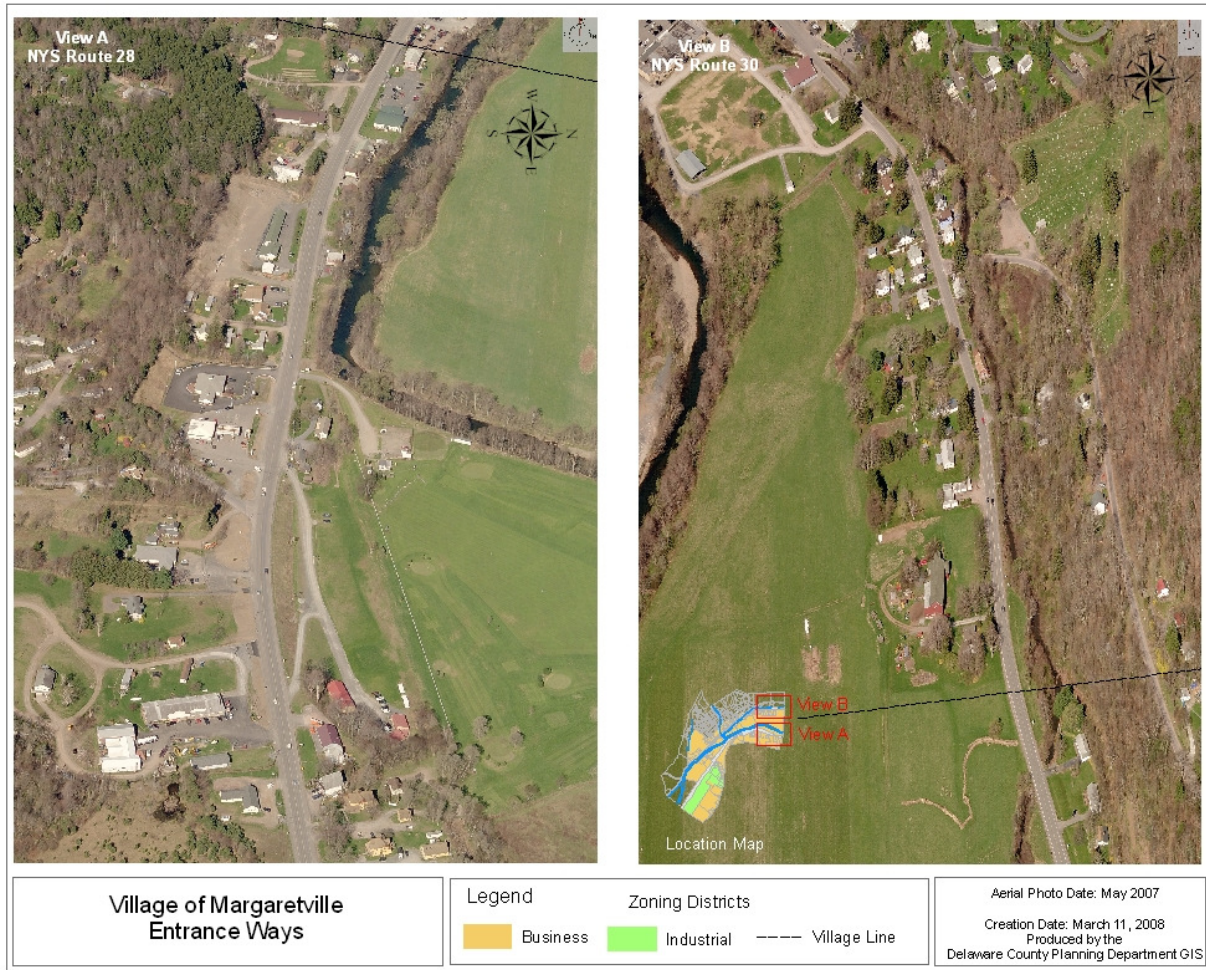 View A
NYS Route 28
W
S
N
View B
NYS Route 30
View B
View A
Location Map
Village of Margaretville
Entrance Ways
Legend
Zoning Districts
Business
Industrial
Village Line
Aerial Photo Date: May 2007
Creation Date: March 11, 2008
Produced by the
Delaware County Planning Department GIS